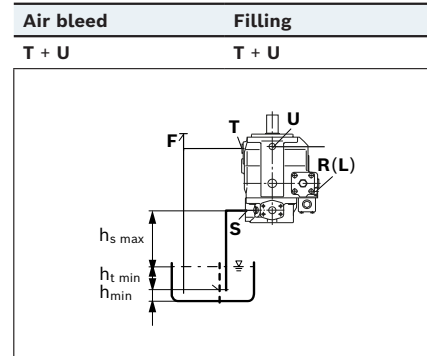 Air bleed Filling
T + U T + U
U
F T
R(L)
S
hs max
ht min
hmin